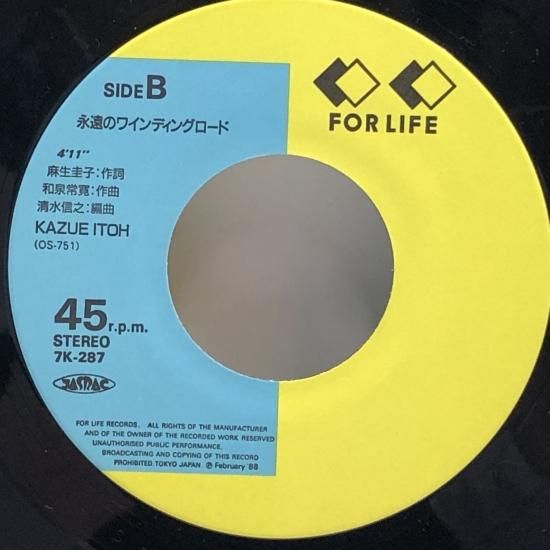 SIDE B
永遠のワインディングロード
4'11"
麻生圭子:作詞
和泉常寛:作曲
清水信之:編曲
KAZUE ITOH
(OS-751)
45r.p.m.
STEREO
7K-287
JASRAC
FOR LIFE RECORDS. ALL RIGHTS OF THE MANUFACTURER
AND OF THE OWNER OF THE RECORDED WORK RESERVED
UNAUTHORISED PUBLIC PERFORMANCE.
BROADCASTING AND COPYING OF THIS RECORD
PROHIBITED. TOKYO JAPAN ℗ February '88
FOR LIFE